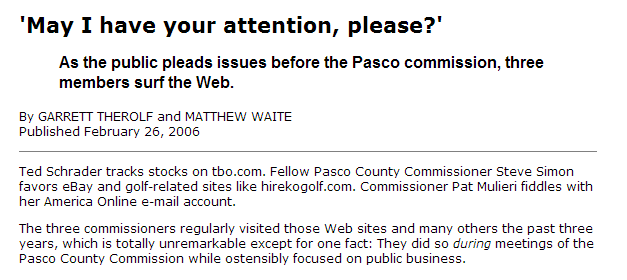 'May I have your attention, please?'
As the public pleads issues before the Pasco commission, three
members surf the Web.
By GARRETT THEROLF and MATTHEW WAITE
Published February 26, 2006
Ted Schrader tracks stocks on tbo.com. Fellow Pasco County Commissioner Steve Simon
favors eBay and golf-related sites like hirekogolf.com. Commissioner Pat Mulieri fiddles with
her America Online e-mail account.
The three commissioners regularly visited those Web sites and many others the past three
years, which is totally unremarkable except for one fact: They did so during meetings of the
Pasco County Commission while ostensibly focused on public business.